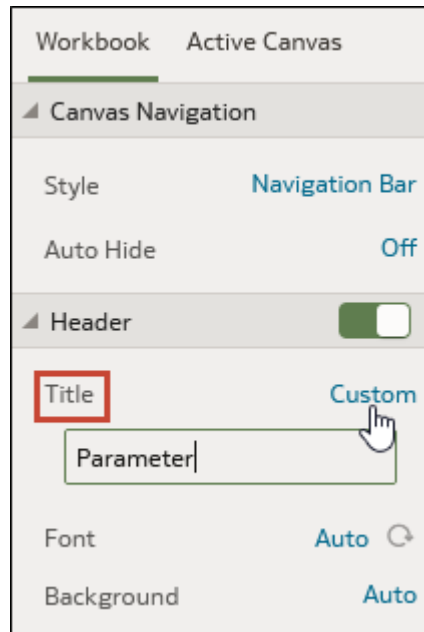 Workbook Active Canvas
Canvas Navigation
Style Navigation Bar
Auto Hide Off
Header
Title Custom
Parameter
Font Auto
Background Auto